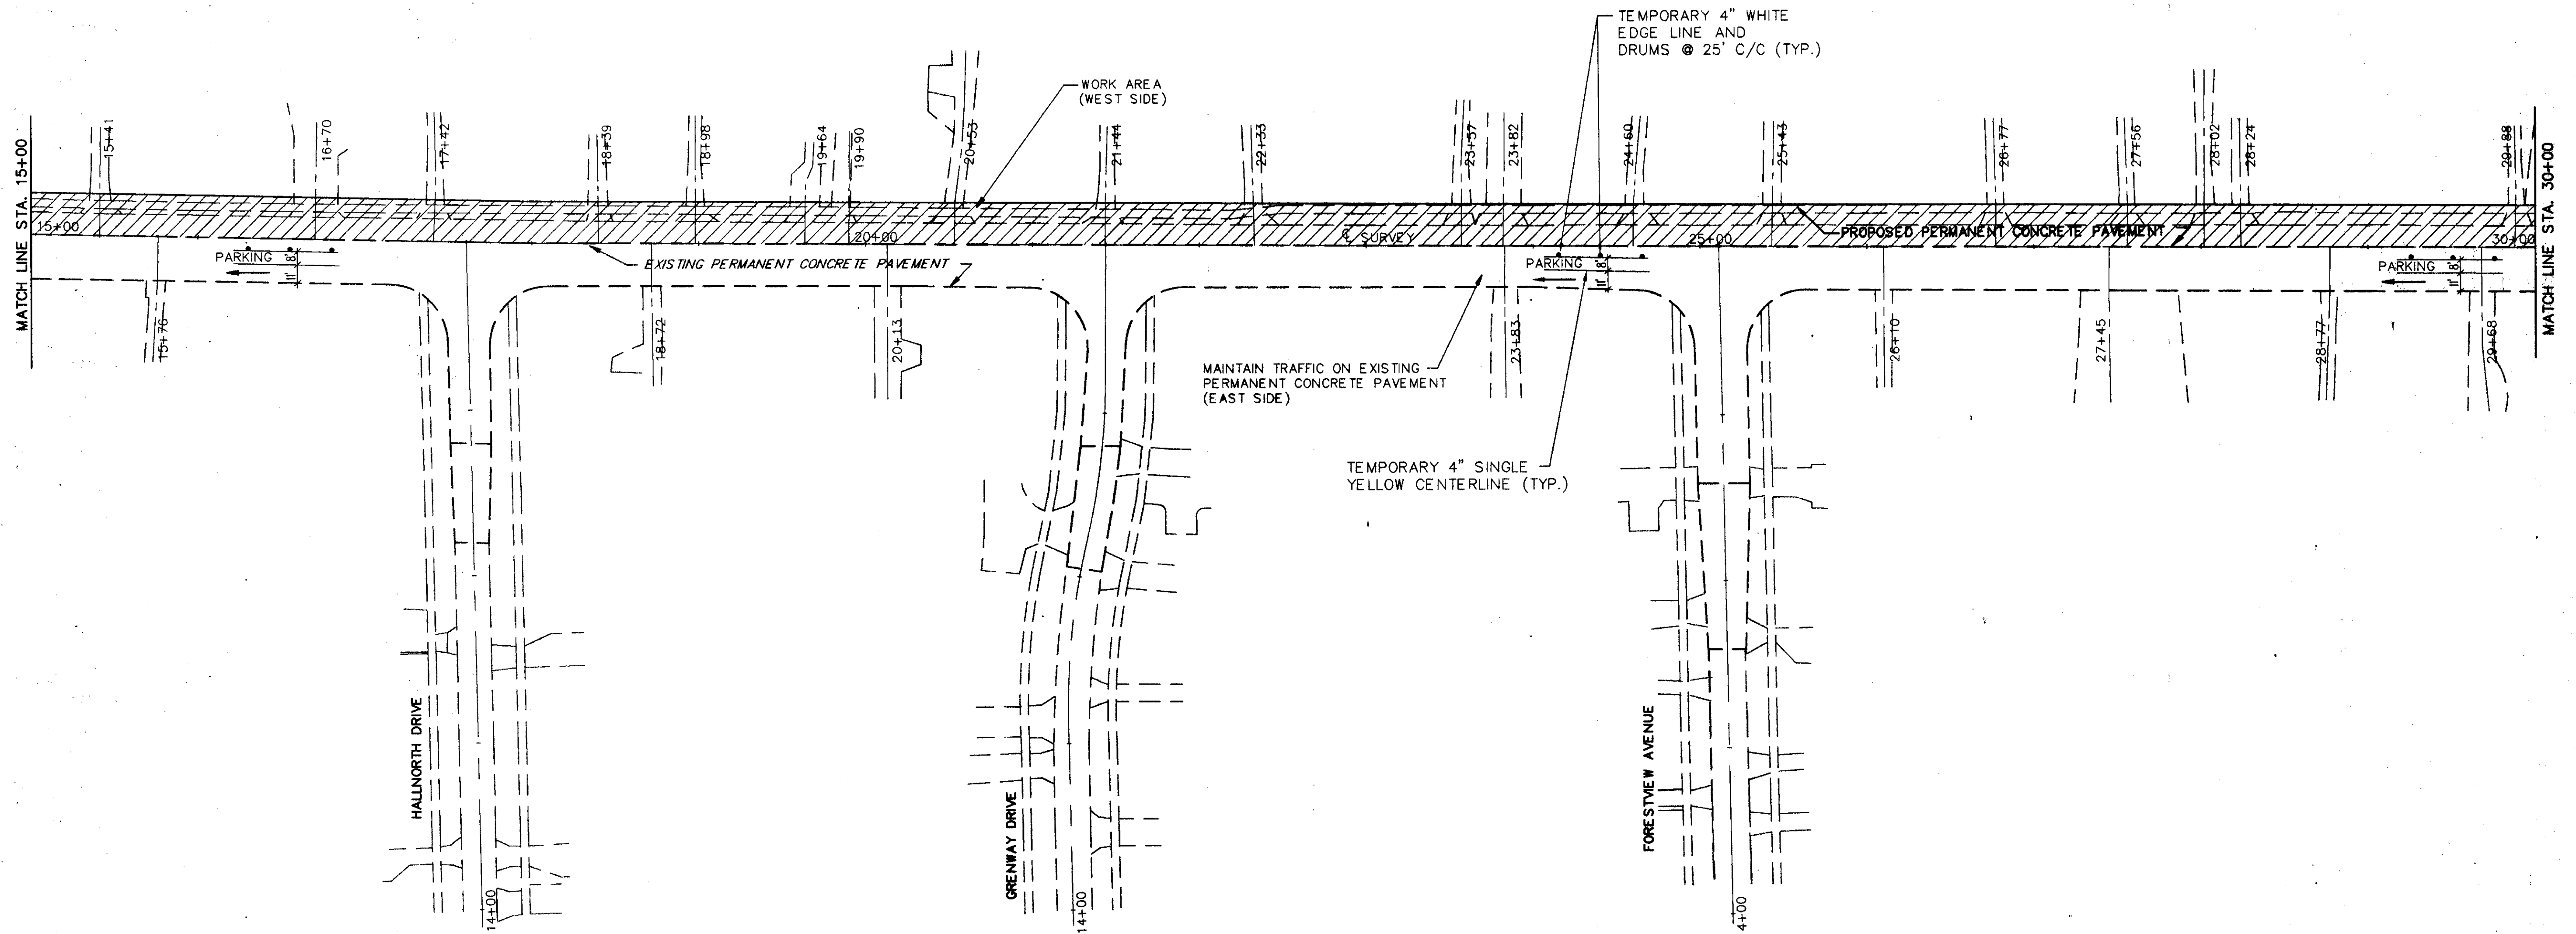 TEMPORARY 4" WHITE
EDGE LINE AND
DRUMS @ 25' C/C (TYP.)
WORK AREA
(WEST SIDE)
MATCH LINE STA. 15+00
15+41
16+70
17+42
18+39
18+98
19+64
19+90
20+53
21+44
22+33
23+57
23+82
24+60
25+43
26+77
27+56
28+02
28+24
29+88
MATCH LINE STA. 30+00
15+00
20+00
℄ SURVEY
25+00
PROPOSED PERMANENT CONCRETE PAVEMENT
30+00
PARKING 8'
11'
EXISTING PERMANENT CONCRETE PAVEMENT
PARKING 8'
11'
PARKING 8'
11'
15+76
18+72
20+13
23+83
26+10
27+45
28+77
29+68
MAINTAIN TRAFFIC ON EXISTING
PERMANENT CONCRETE PAVEMENT
(EAST SIDE)
TEMPORARY 4" SINGLE
YELLOW CENTERLINE (TYP.)
HALLNORTH DRIVE
GRENWAY DRIVE
FORESTVIEW AVENUE
14+00
14+00
4+00